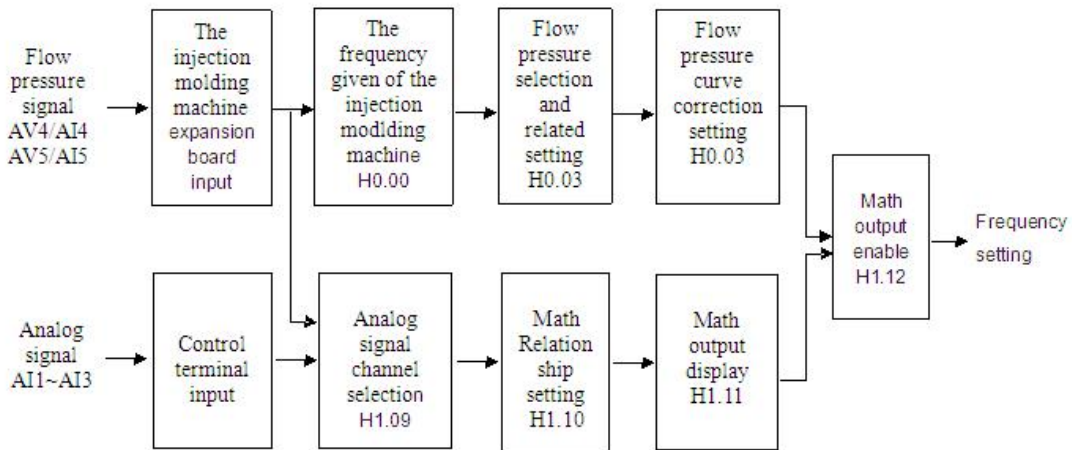 Flow
pressure
signal
AV4/AI4
AV5/AI5
The
injection
molding
machine
expansion
board
input
The
frequency
given of the
injection
modlding
machine
H0.00
Flow
pressure
selection
and
related
setting
H0.03
Flow
pressure
curve
correction
setting
H0.03
Math
output
enable
H1.12
Frequency
setting
Analog
signal
AI1~AI3
Control
terminal
input
Analog
signal
channel
selection
H1.09
Math
Relation
ship
setting
H1.10
Math
output
display
H1.11